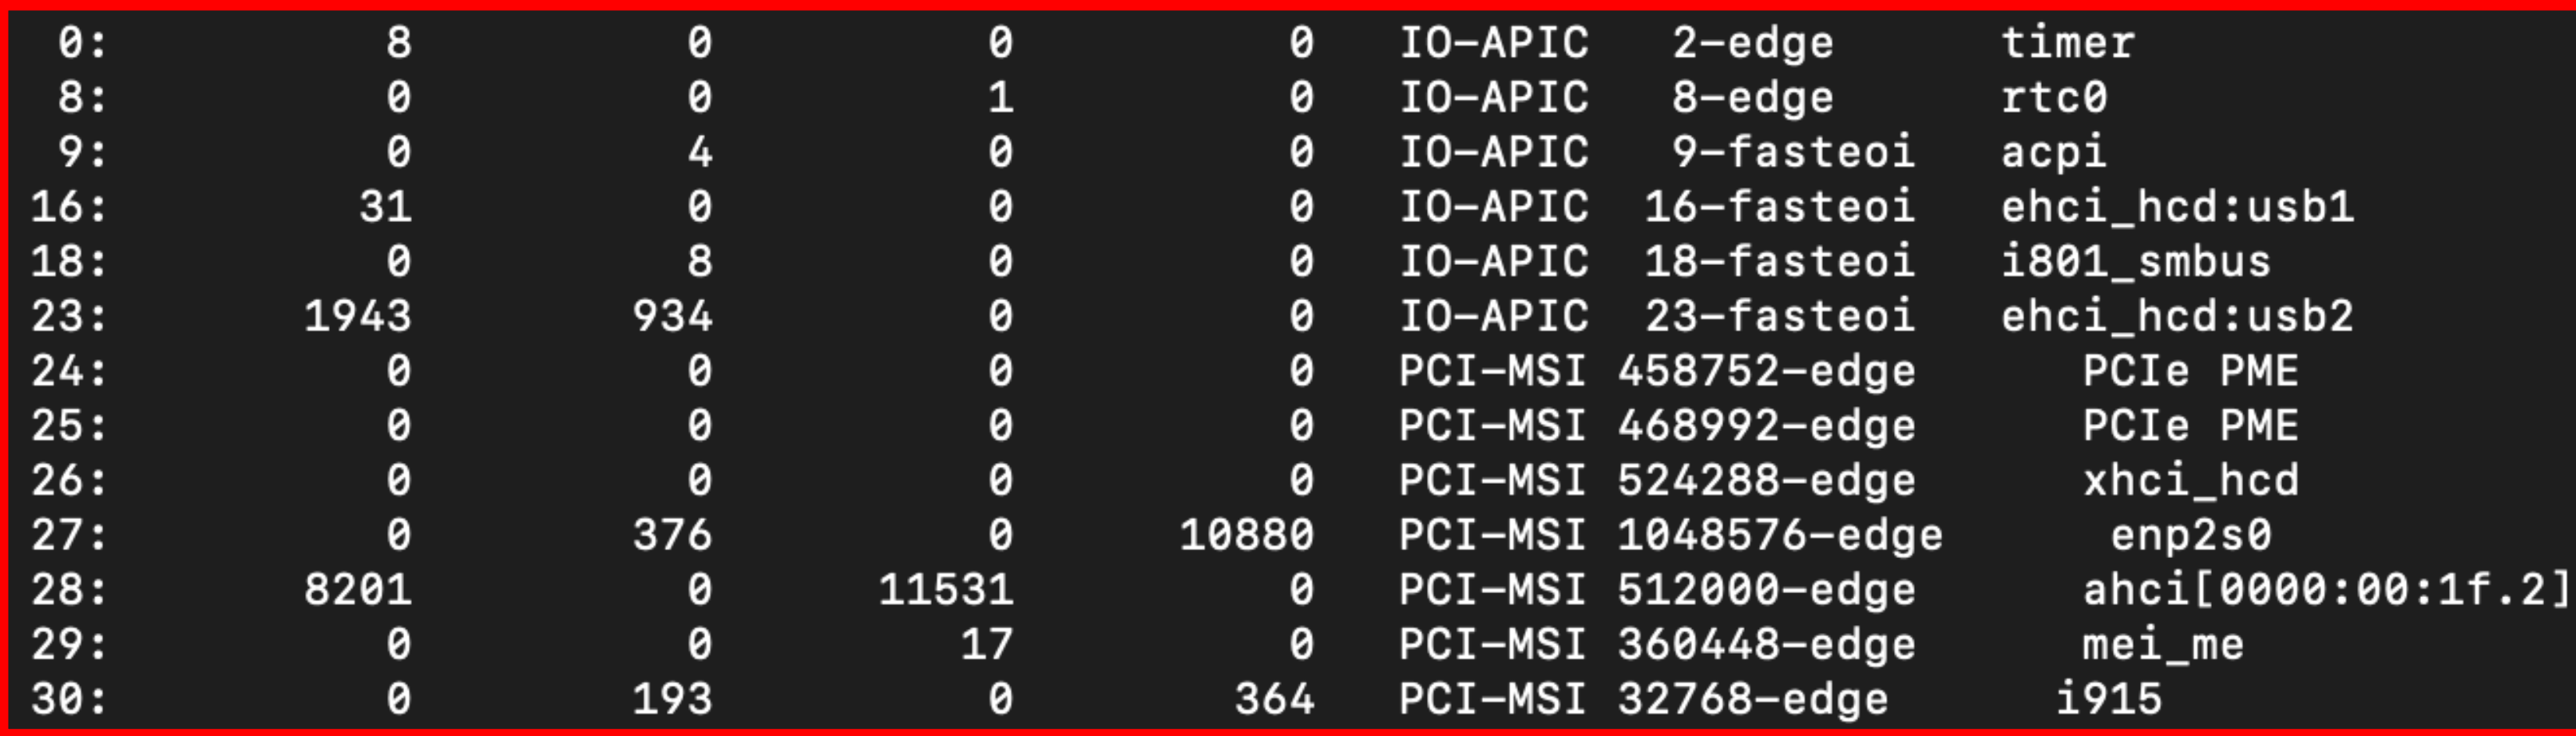 0: 8 0 0 0 IO-APIC 2-edge timer
8: 0 0 1 0 IO-APIC 8-edge rtc0
9: 0 4 0 0 IO-APIC 9-fasteoi acpi
16: 31 0 0 0 IO-APIC 16-fasteoi ehci_hcd:usb1
18: 0 8 0 0 IO-APIC 18-fasteoi i801_smbus
23: 1943 934 0 0 IO-APIC 23-fasteoi ehci_hcd:usb2
24: 0 0 0 0 PCI-MSI 458752-edge PCIe PME
25: 0 0 0 0 PCI-MSI 468992-edge PCIe PME
26: 0 0 0 0 PCI-MSI 524288-edge xhci_hcd
27: 0 376 0 10880 PCI-MSI 1048576-edge enp2s0
28: 8201 0 11531 0 PCI-MSI 512000-edge ahci[0000:00:1f.2]
29: 0 0 17 0 PCI-MSI 360448-edge mei_me
30: 0 193 0 364 PCI-MSI 32768-edge i915